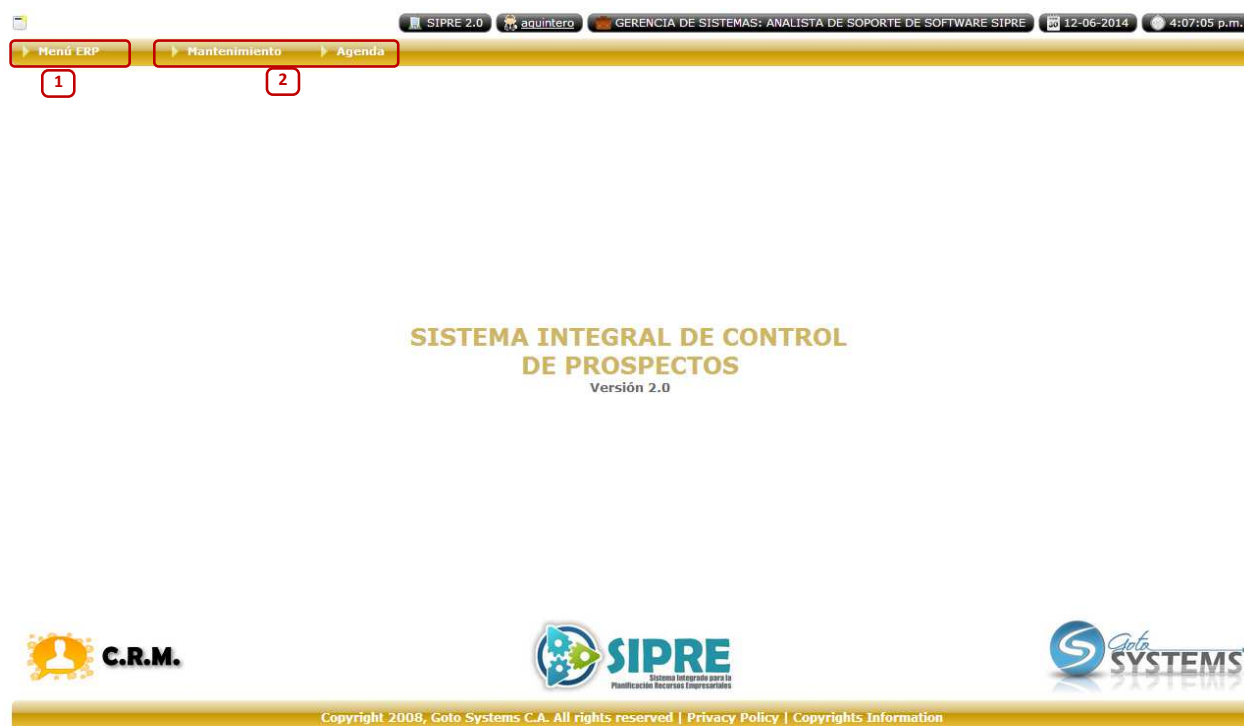 SIPRE 2.0 aquintero GERENCIA DE SISTEMAS: ANALISTA DE SOPORTE DE SOFTWARE SIPRE 12-06-2014 4:07:05 p.m.
Menú ERP Mantenimiento Agenda
1 2
SISTEMA INTEGRAL DE CONTROL
DE PROSPECTOS
Versión 2.0
C.R.M.
SIPRE
Sistema Integrado para la
Planificación Recursos Empresariales
Goto
SYSTEMS
Copyright 2008, Goto Systems C.A. All rights reserved | Privacy Policy | Copyrights Information